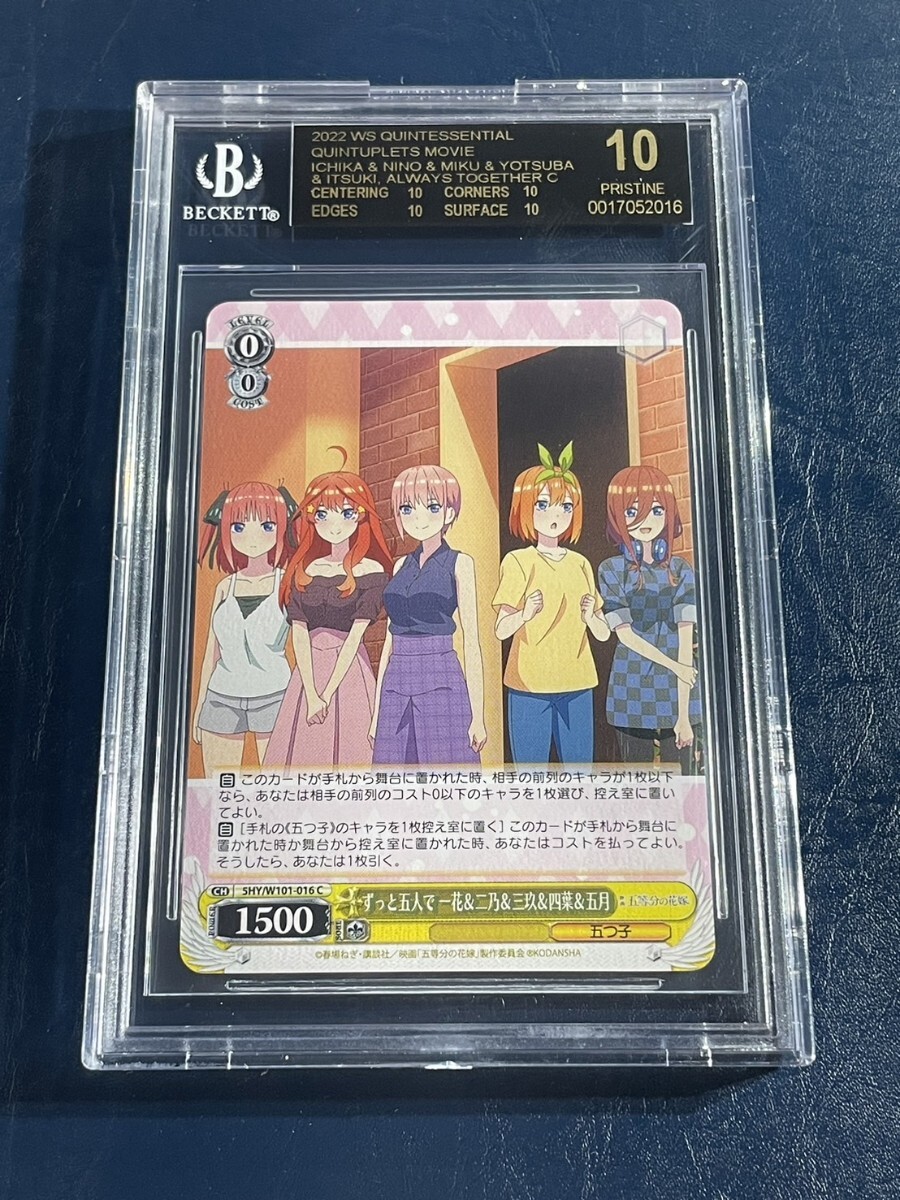 2022 WS QUINTESSENTIAL
QUINTUPLETS MOVIE
ICHIKA & NINO & MIKU & YOTSUBA
& ITSUKI, ALWAYS TOGETHER C
CENTERING 10 CORNERS 10
EDGES 10 SURFACE 10
10
PRISTINE
0017052016
B
BECKETT®
LEVEL
0
0
COST
自 このカードが手札から舞台に置かれた時、相手の前列のキャラが1枚以下
なら、あなたは相手の前列のコスト0以下のキャラを1枚選び、控え室に置い
てよい。
自 [手札の《五つ子》のキャラを1枚控え室に置く] このカードが手札から舞台に
置かれた時か舞台から控え室に置かれた時、あなたはコストを払ってよい。
そうしたら、あなたは1枚引く。
CH 5HY/W101-016 C
ずっと五人で 一花&二乃&三玖&四葉&五月
映画 五等分の花嫁
POWER 1500 SOUL
五つ子
©春場ねぎ・講談社／映画「五等分の花嫁」製作委員会 ®KODANSHA